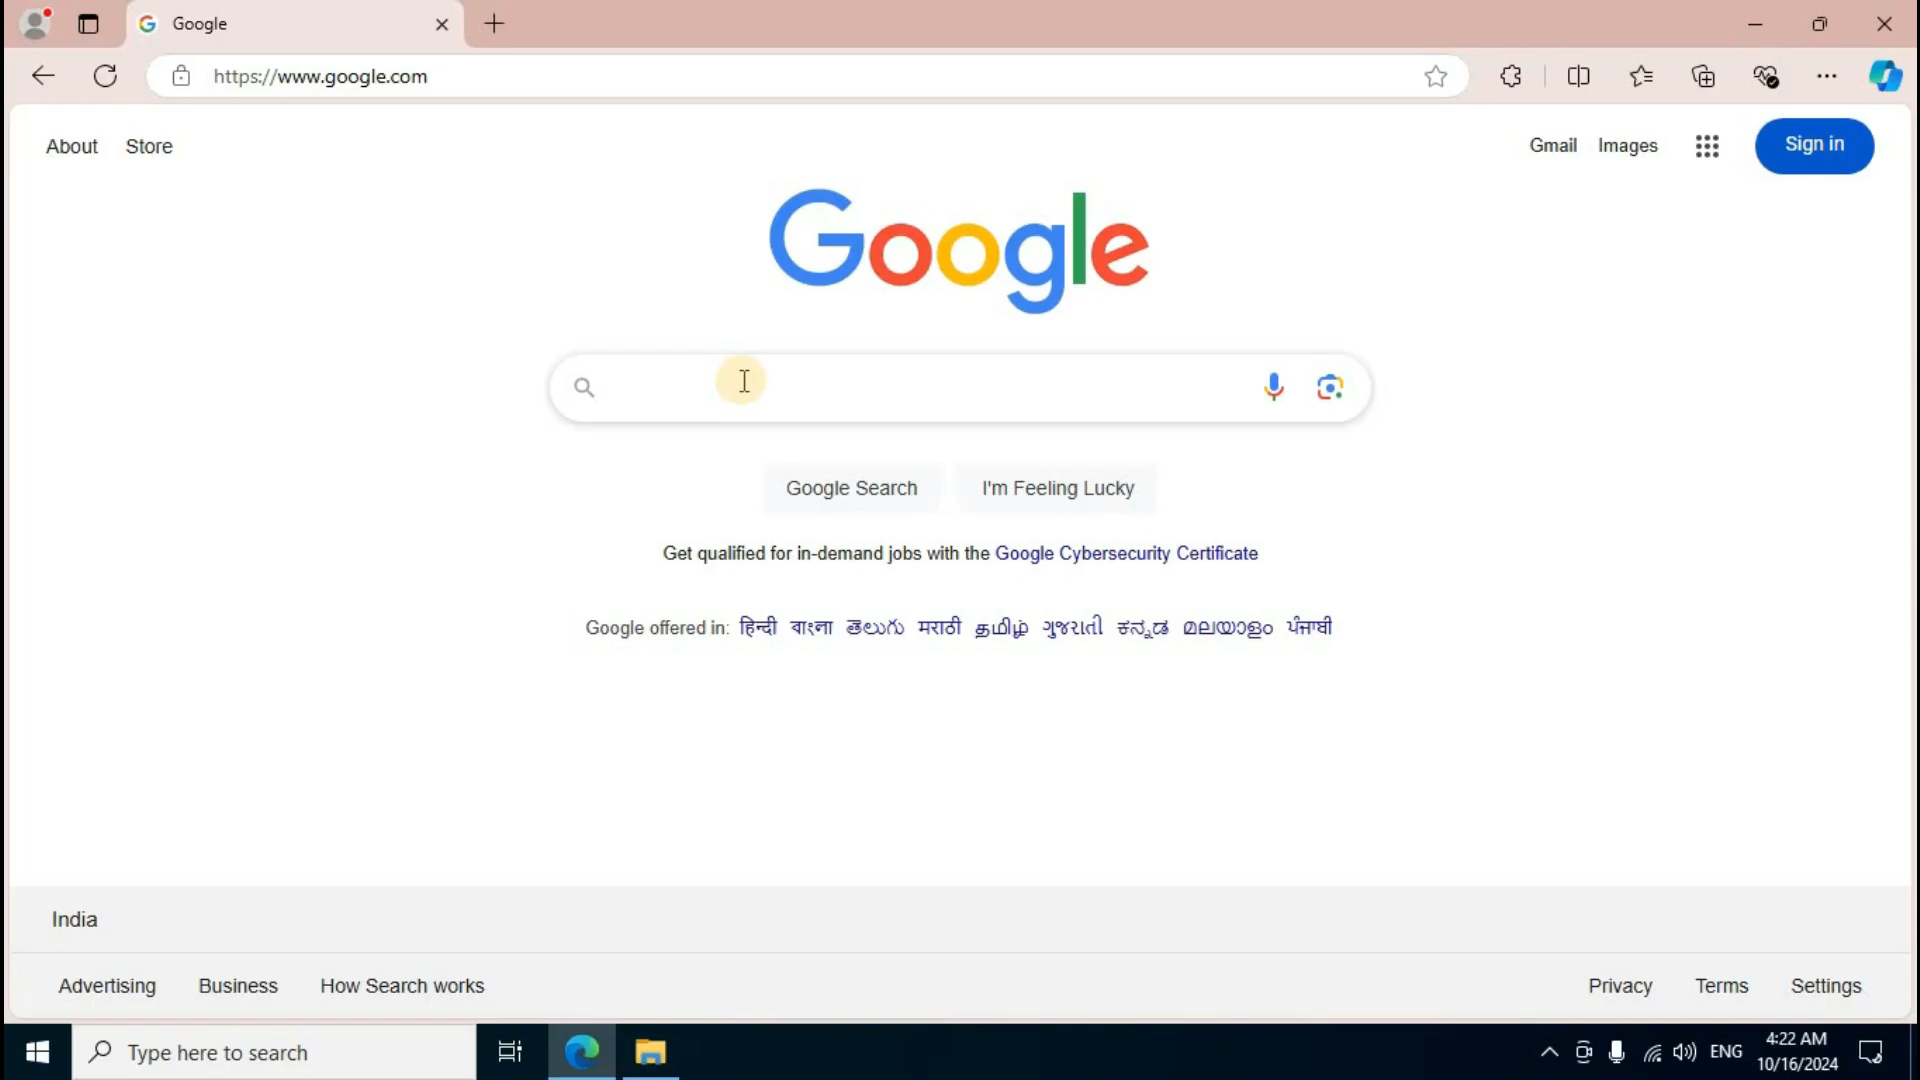 Google
https://www.google.com
About Store Gmail Images Sign in
Google
Google Search I'm Feeling Lucky
Get qualified for in-demand jobs with the Google Cybersecurity Certificate
Google offered in: हिन्दी বাংলা తెలుగు मराठी தமிழ் ગુજરાતી ಕನ್ನಡ മലയാളം ਪੰਜਾਬੀ
India
Advertising Business How Search works Privacy Terms Settings
Type here to search ENG 4:22 AM
10/16/2024